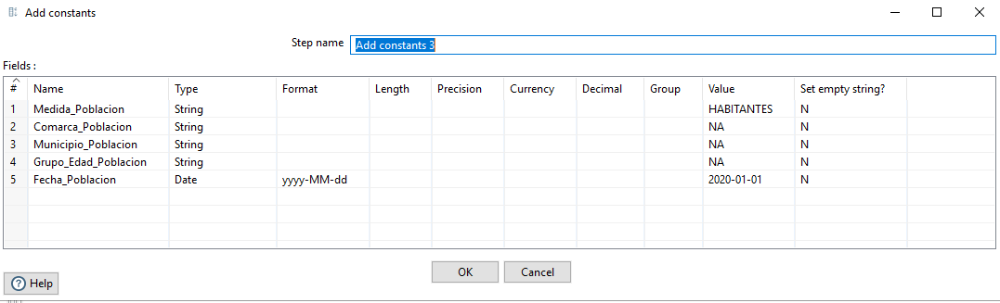 Add constants
Step name Add constants 3
Fields :
# Name Type Format Length Precision Currency Decimal Group Value Set empty string?
1 Medida_Poblacion String HABITANTES N
2 Comarca_Poblacion String NA N
3 Municipio_Poblacion String NA N
4 Grupo_Edad_Poblacion String NA N
5 Fecha_Poblacion Date yyyy-MM-dd 2020-01-01 N
OK Cancel
? Help